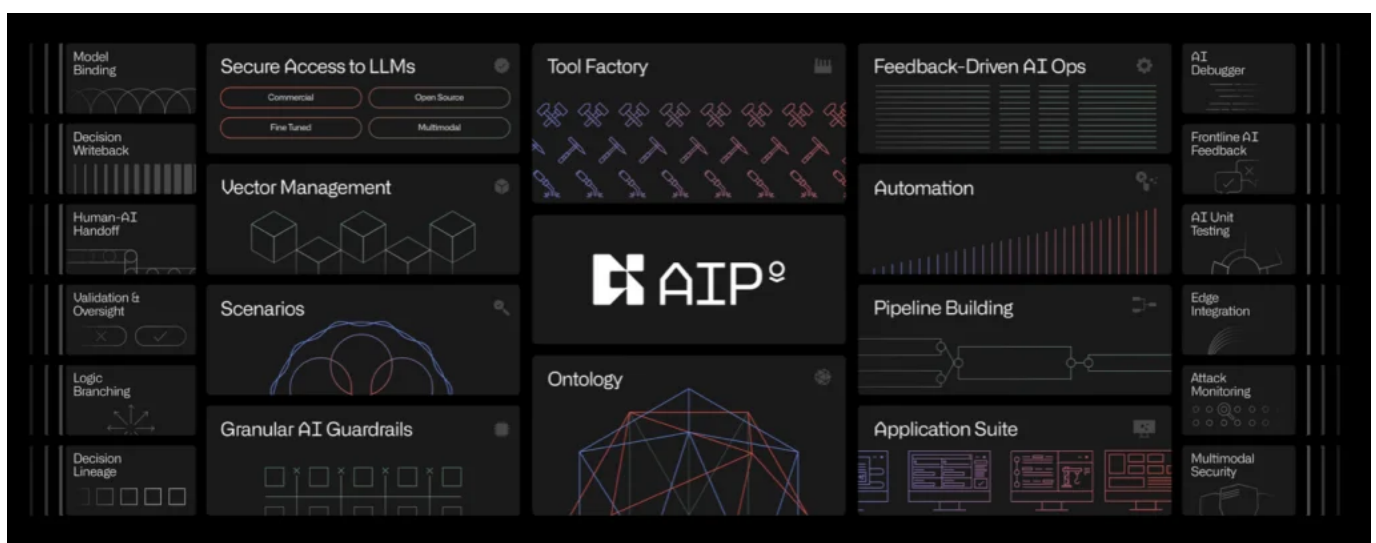 Model
Binding
Decision
Writeback
Human-AI
Handoff
Validation &
Oversight
Logic
Branching
Decision
Lineage
Secure Access to LLMs
Commercial
Open Source
Fine Tuned
Multimodal
Vector Management
Scenarios
Granular AI Guardrails
Tool Factory
AIPº
Ontology
Feedback-Driven AI Ops
Automation
Pipeline Building
Application Suite
AI
Debugger
Frontline AI
Feedback
AI Unit
Testing
Edge
Integration
Attack
Monitoring
Multimodal
Security